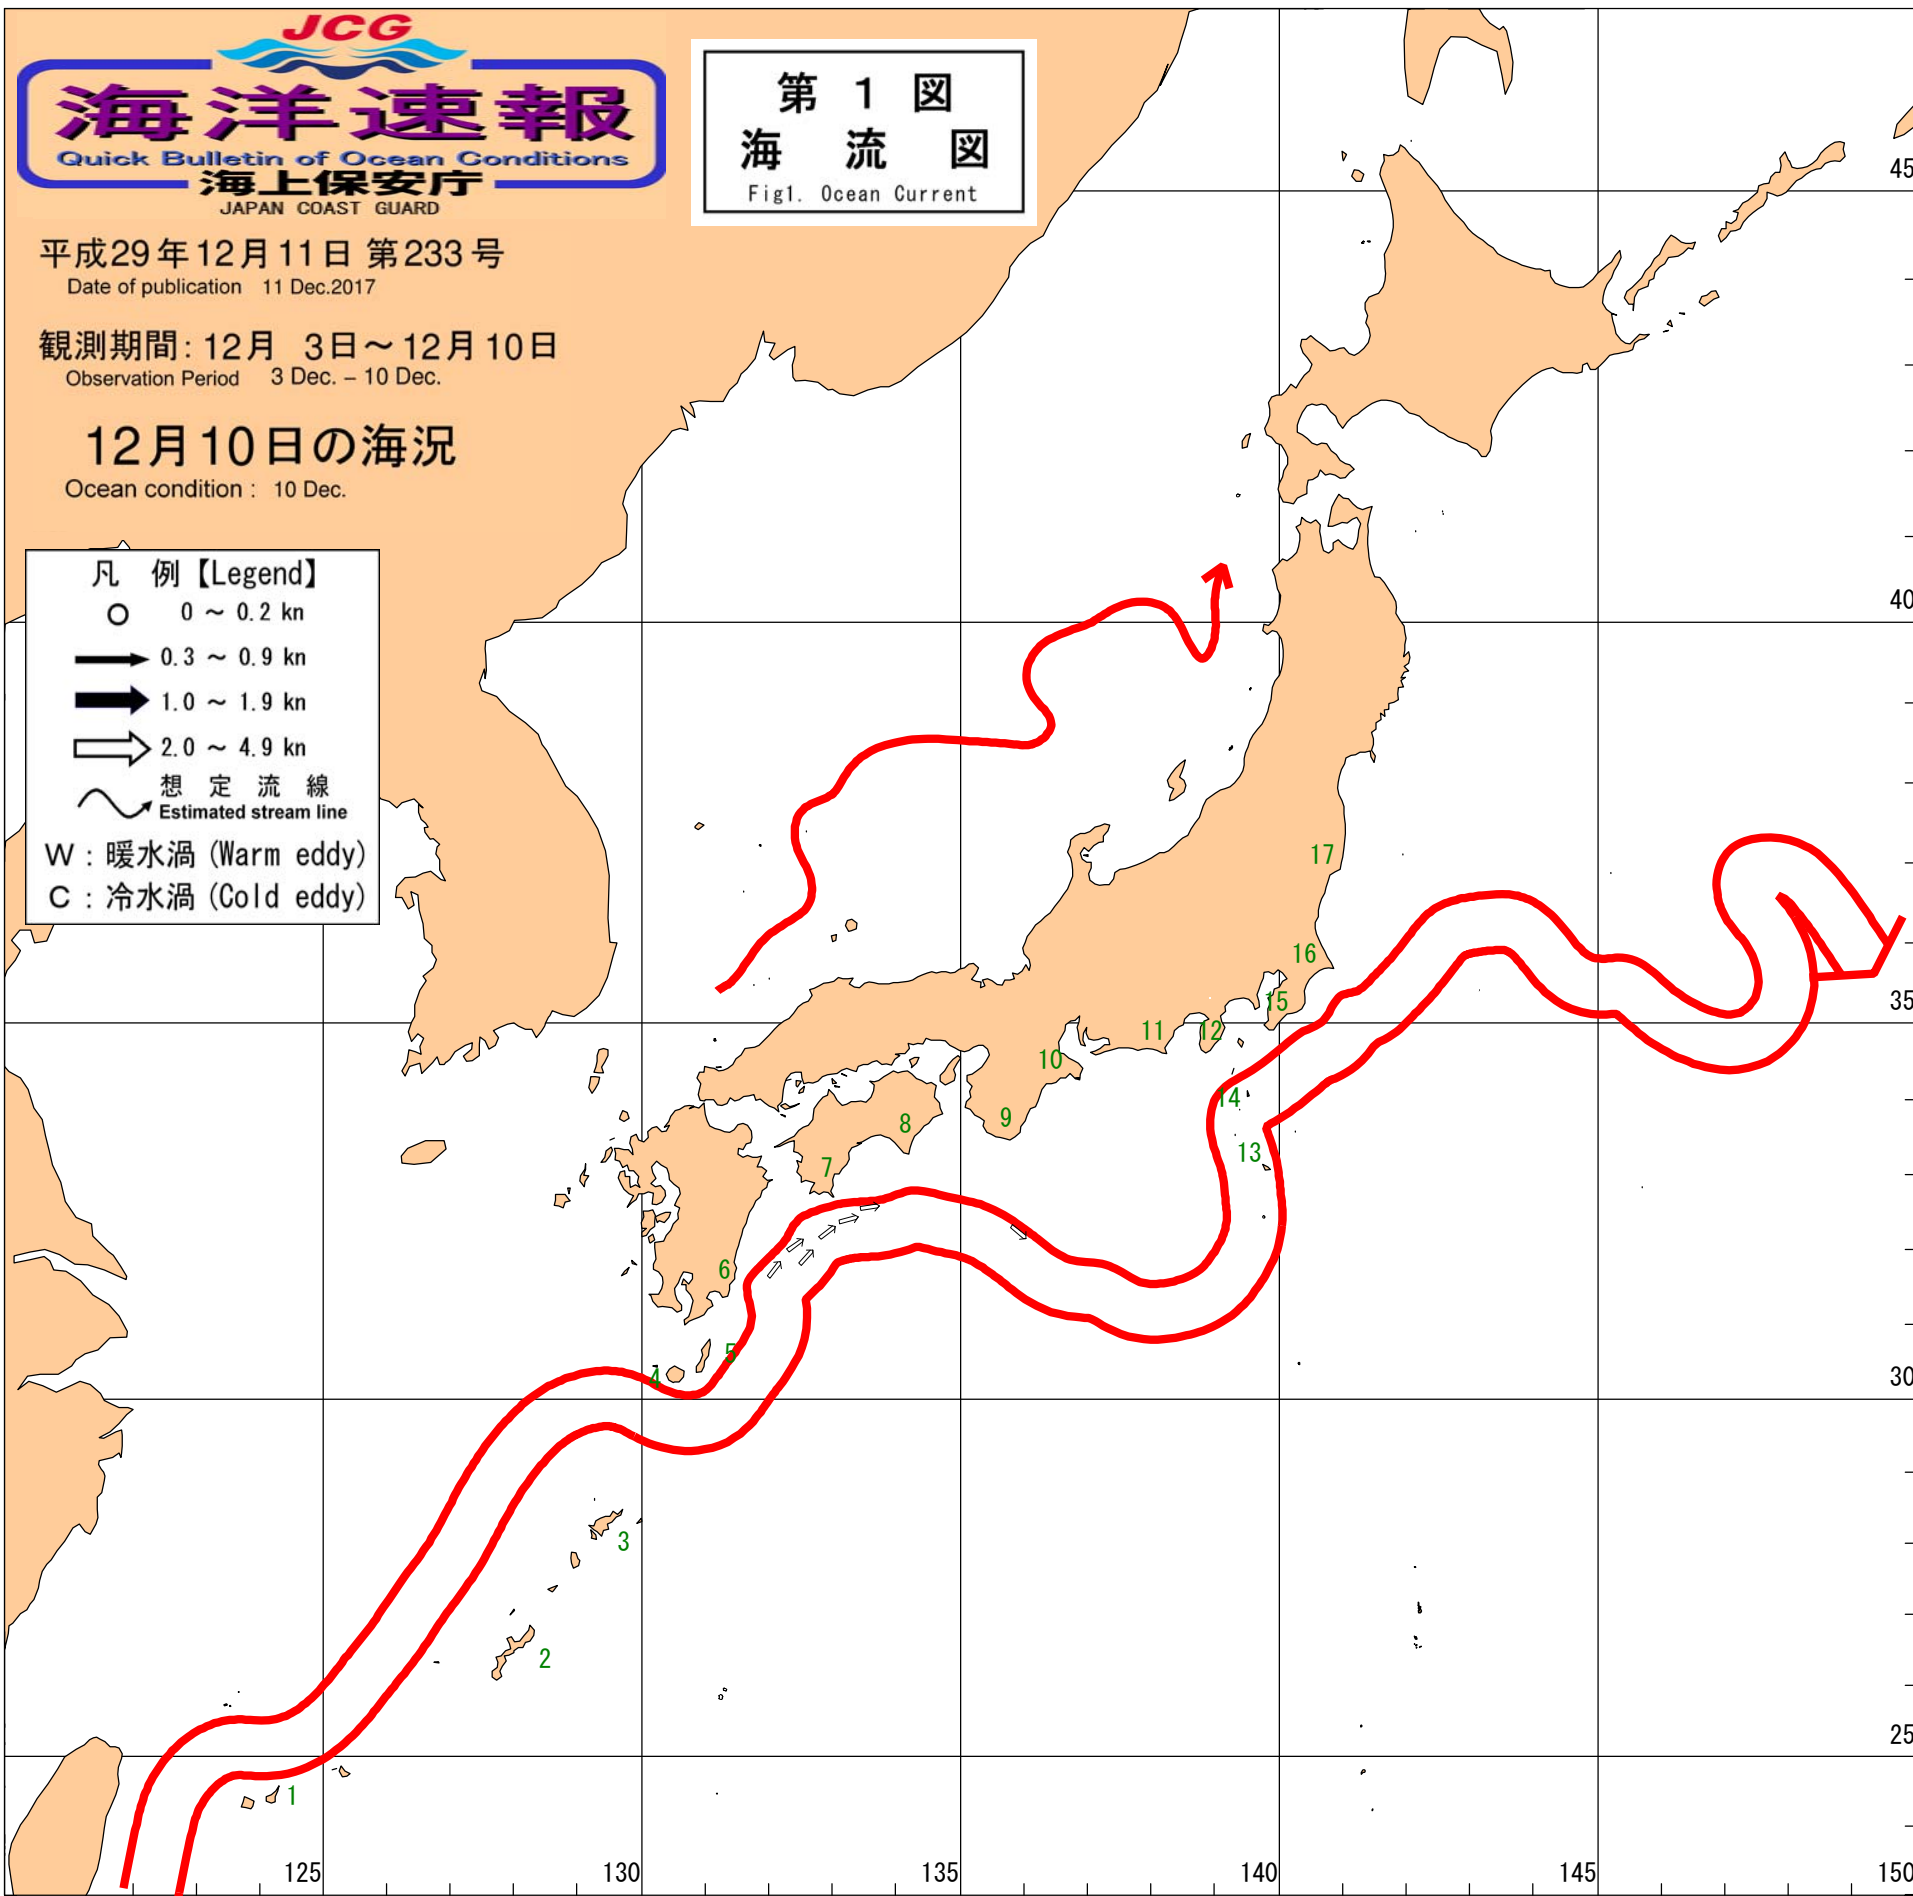 JCG
海洋速報
Quick Bulletin of Ocean Conditions
海上保安庁
JAPAN COAST GUARD
第 1 図
海 流 図
Fig1. Ocean Current
平成29年12月11日 第233号
Date of publication 11 Dec.2017
観測期間: 12月 3日～12月10日
Observation Period 3 Dec. – 10 Dec.
12月10日の海況
Ocean condition : 10 Dec.
凡 例【Legend】
0 ～ 0.2 kn
0.3 ～ 0.9 kn
1.0 ～ 1.9 kn
2.0 ～ 4.9 kn
想 定 流 線
Estimated stream line
W : 暖水渦 (Warm eddy)
C : 冷水渦 (Cold eddy)
45
40
35
30
25
17
16
15
11
12
10
14
9
8
13
7
6
5
4
3
2
1
125
130
135
140
145
150